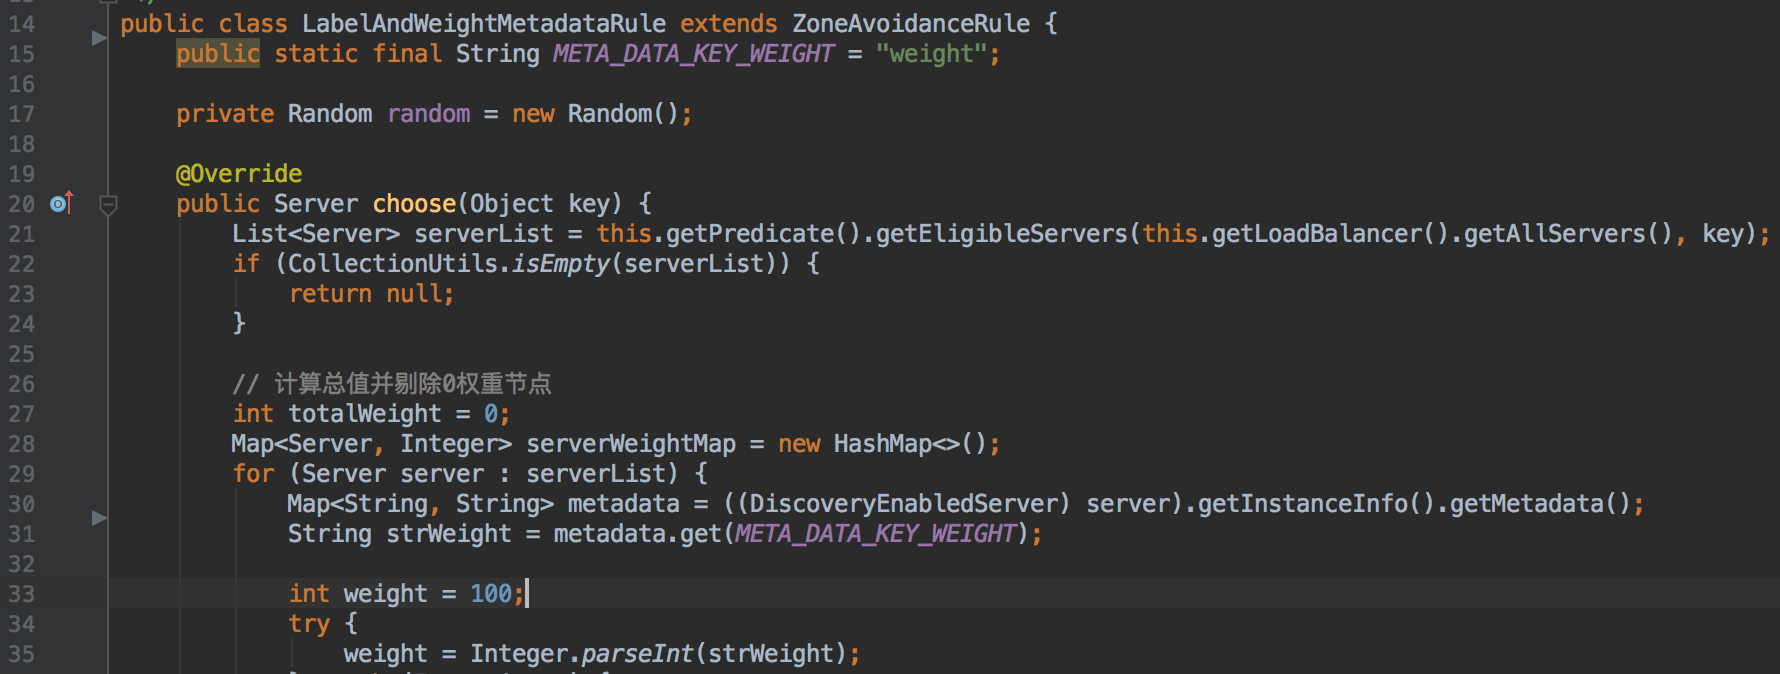 14 public class LabelAndWeightMetadataRule extends ZoneAvoidanceRule {
15 public static final String META_DATA_KEY_WEIGHT = "weight";
16
17 private Random random = new Random();
18
19 @Override
20 public Server choose(Object key) {
21 List<Server> serverList = this.getPredicate().getEligibleServers(this.getLoadBalancer().getAllServers(), key);
22 if (CollectionUtils.isEmpty(serverList)) {
23 return null;
24 }
25
26 // 计算总值并剔除0权重节点
27 int totalWeight = 0;
28 Map<Server, Integer> serverWeightMap = new HashMap<>();
29 for (Server server : serverList) {
30 Map<String, String> metadata = ((DiscoveryEnabledServer) server).getInstanceInfo().getMetadata();
31 String strWeight = metadata.get(META_DATA_KEY_WEIGHT);
32
33 int weight = 100;
34 try {
35 weight = Integer.parseInt(strWeight);